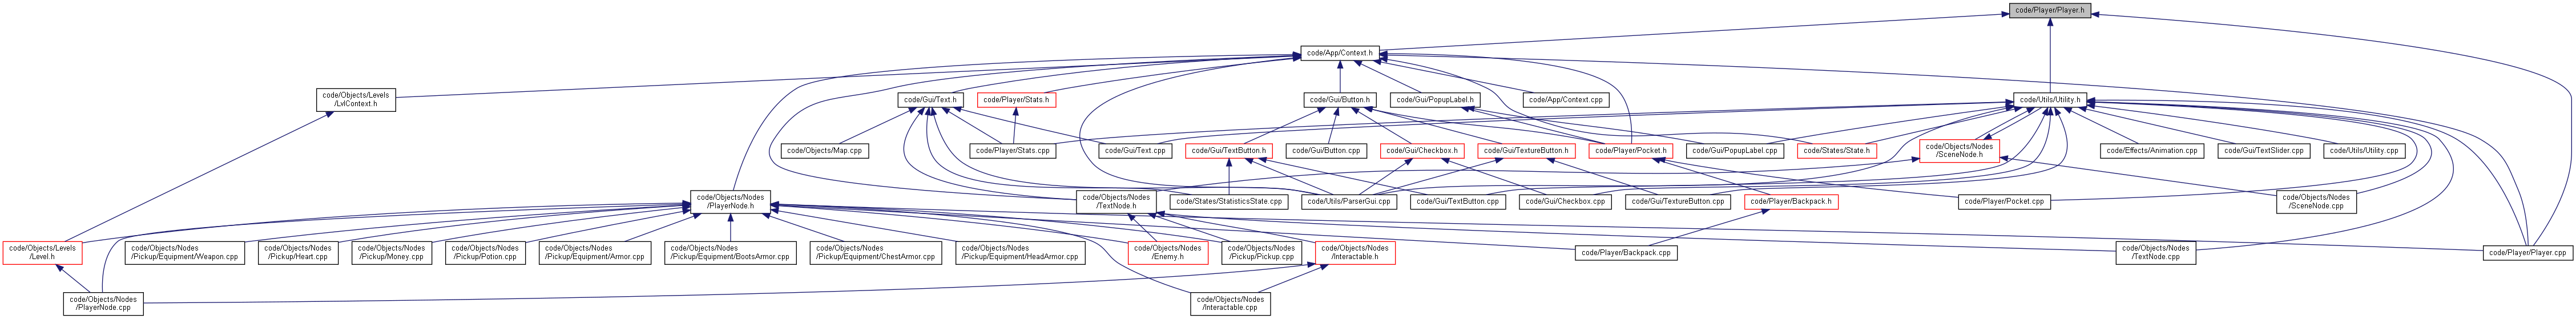 code/Player/Player.h
code/App/Context.h
code/Objects/Levels
/LvlContext.h
code/Gui/Text.h
code/Player/Stats.h
code/Gui/Button.h
code/Gui/PopupLabel.h
code/App/Context.cpp
code/Utils/Utility.h
code/Objects/Map.cpp
code/Player/Stats.cpp
code/Gui/Text.cpp
code/Gui/TextButton.h
code/Gui/Button.cpp
code/Gui/Checkbox.h
code/Gui/TextureButton.h
code/Player/Pocket.h
code/Gui/PopupLabel.cpp
code/States/State.h
code/Objects/Nodes
/SceneNode.h
code/Effects/Animation.cpp
code/Gui/TextSlider.cpp
code/Utils/Utility.cpp
code/Objects/Nodes
/PlayerNode.h
code/Objects/Nodes
/TextNode.h
code/States/StatisticsState.cpp
code/Utils/ParserGui.cpp
code/Gui/TextButton.cpp
code/Gui/Checkbox.cpp
code/Gui/TextureButton.cpp
code/Player/Backpack.h
code/Player/Pocket.cpp
code/Objects/Nodes
/SceneNode.cpp
code/Objects/Levels
/Level.h
code/Objects/Nodes
/Pickup/Equipment/Weapon.cpp
code/Objects/Nodes
/Pickup/Heart.cpp
code/Objects/Nodes
/Pickup/Money.cpp
code/Objects/Nodes
/Pickup/Potion.cpp
code/Objects/Nodes
/Pickup/Equipment/Armor.cpp
code/Objects/Nodes
/Pickup/Equipment/BootsArmor.cpp
code/Objects/Nodes
/Pickup/Equipment/ChestArmor.cpp
code/Objects/Nodes
/Pickup/Equipment/HeadArmor.cpp
code/Objects/Nodes
/Enemy.h
code/Objects/Nodes
/Pickup/Pickup.cpp
code/Objects/Nodes
/Interactable.h
code/Player/Backpack.cpp
code/Objects/Nodes
/TextNode.cpp
code/Player/Player.cpp
code/Objects/Nodes
/PlayerNode.cpp
code/Objects/Nodes
/Interactable.cpp